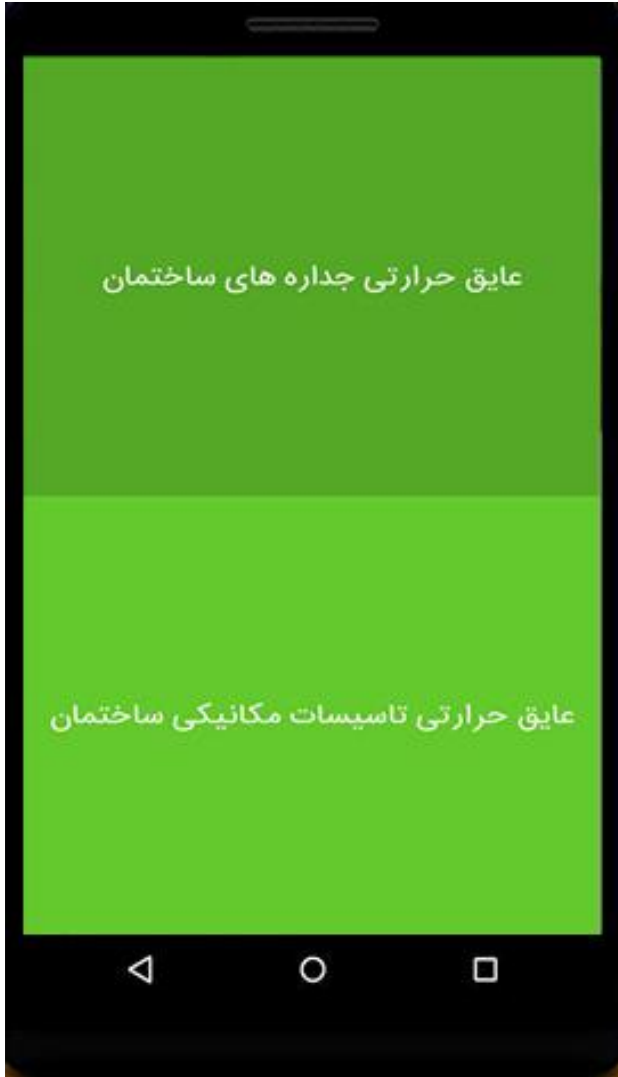 عایق حرارتی جداره های ساختمان
عایق حرارتی تاسیسات مکانیکی ساختمان